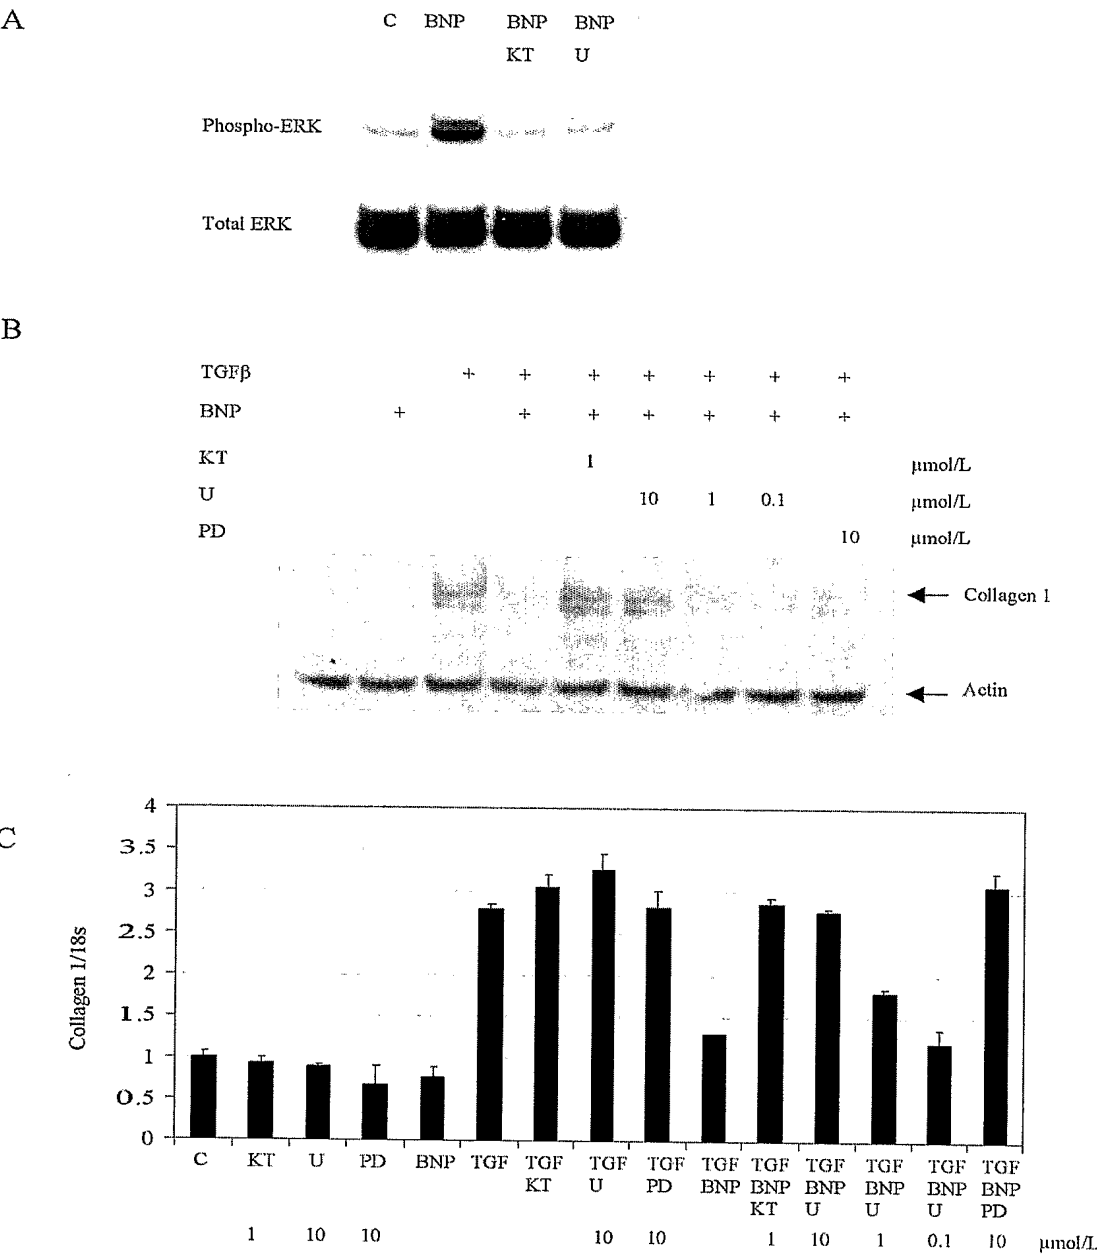 A
C BNP BNP BNP
KT U
Phospho-ERK
Total ERK
B
TGFβ + + + + + + +
BNP + + + + + + +
KT 1 μmol/L
U 10 1 0.1 μmol/L
PD 10 μmol/L
Collagen 1
Actin
C
Collagen 1/18s
4
3.5
3
2.5
2
1.5
1
0.5
0
C KT U PD BNP TGF TGF TGF TGF TGF TGF TGF TGF TGF TGF
KT U PD BNP BNP BNP BNP BNP BNP
KT U U U PD
1 10 10 10 10 1 10 1 0.1 10 μmol/L